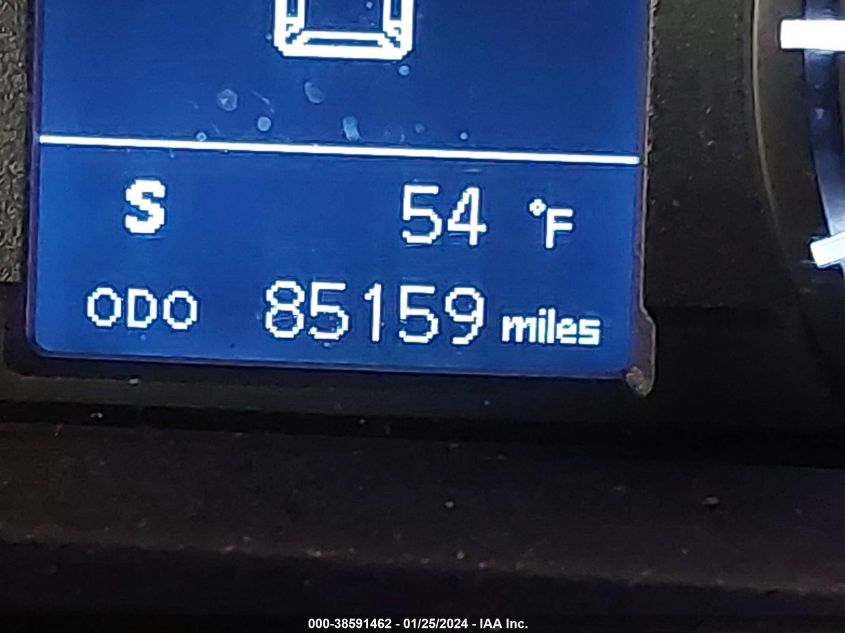 S 54 °F
ODO 85159 miles
000-38591462 - 01/25/2024 - IAA Inc.